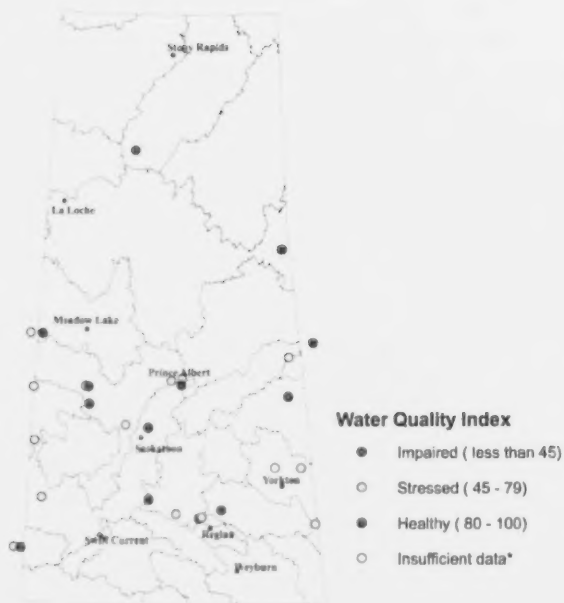 Stony Rapids
La Loche
Meadow Lake
Prince Albert
Saskatoon
Yorkton
Swift Current
Regina
Weyburn
Water Quality Index
Impaired ( less than 45)
Stressed ( 45 - 79)
Healthy ( 80 - 100)
Insufficient data*